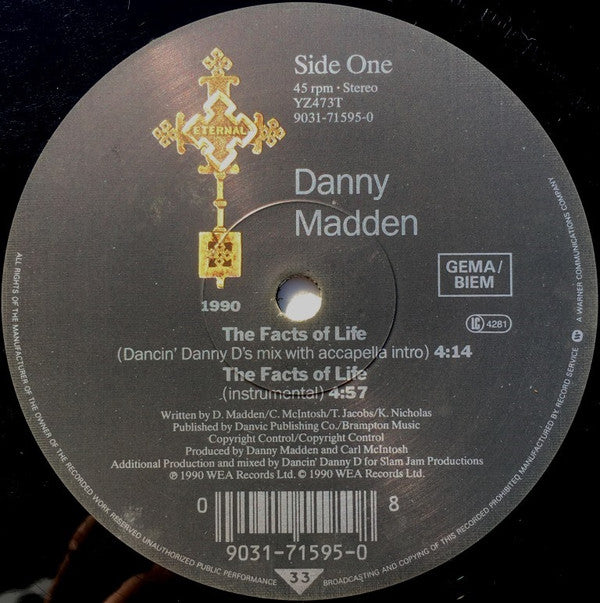 Side One
45 rpm · Stereo
YZ473T
9031-71595-0
ETERNAL
Danny
Madden
GEMA/
BIEM
LC 4281
1990
The Facts of Life
(Dancin' Danny D's mix with accapella intro) 4:14
The Facts of Life
(instrumental) 4:57
Written by D. Madden/C. McIntosh/T. Jacobs/K. Nicholas
Published by Danvic Publishing Co./Brampton Music
Copyright Control/Copyright Control
Produced by Danny Madden and Carl McIntosh
Additional Production and mixed by Dancin' Danny D for Slam Jam Productions
℗ 1990 WEA Records Ltd. © 1990 WEA Records Ltd.
0 8
9031-71595-0
33
ALL RIGHTS OF THE MANUFACTURER OF THE OWNER OF THE RECORDED WORK RESERVED UNAUTHORIZED PUBLIC PERFORMANCE BROADCASTING AND COPYING OF THIS RECORD PROHIBITED. MANUFACTURED BY RECORD SERVICE A WARNER COMMUNICATIONS COMPANY